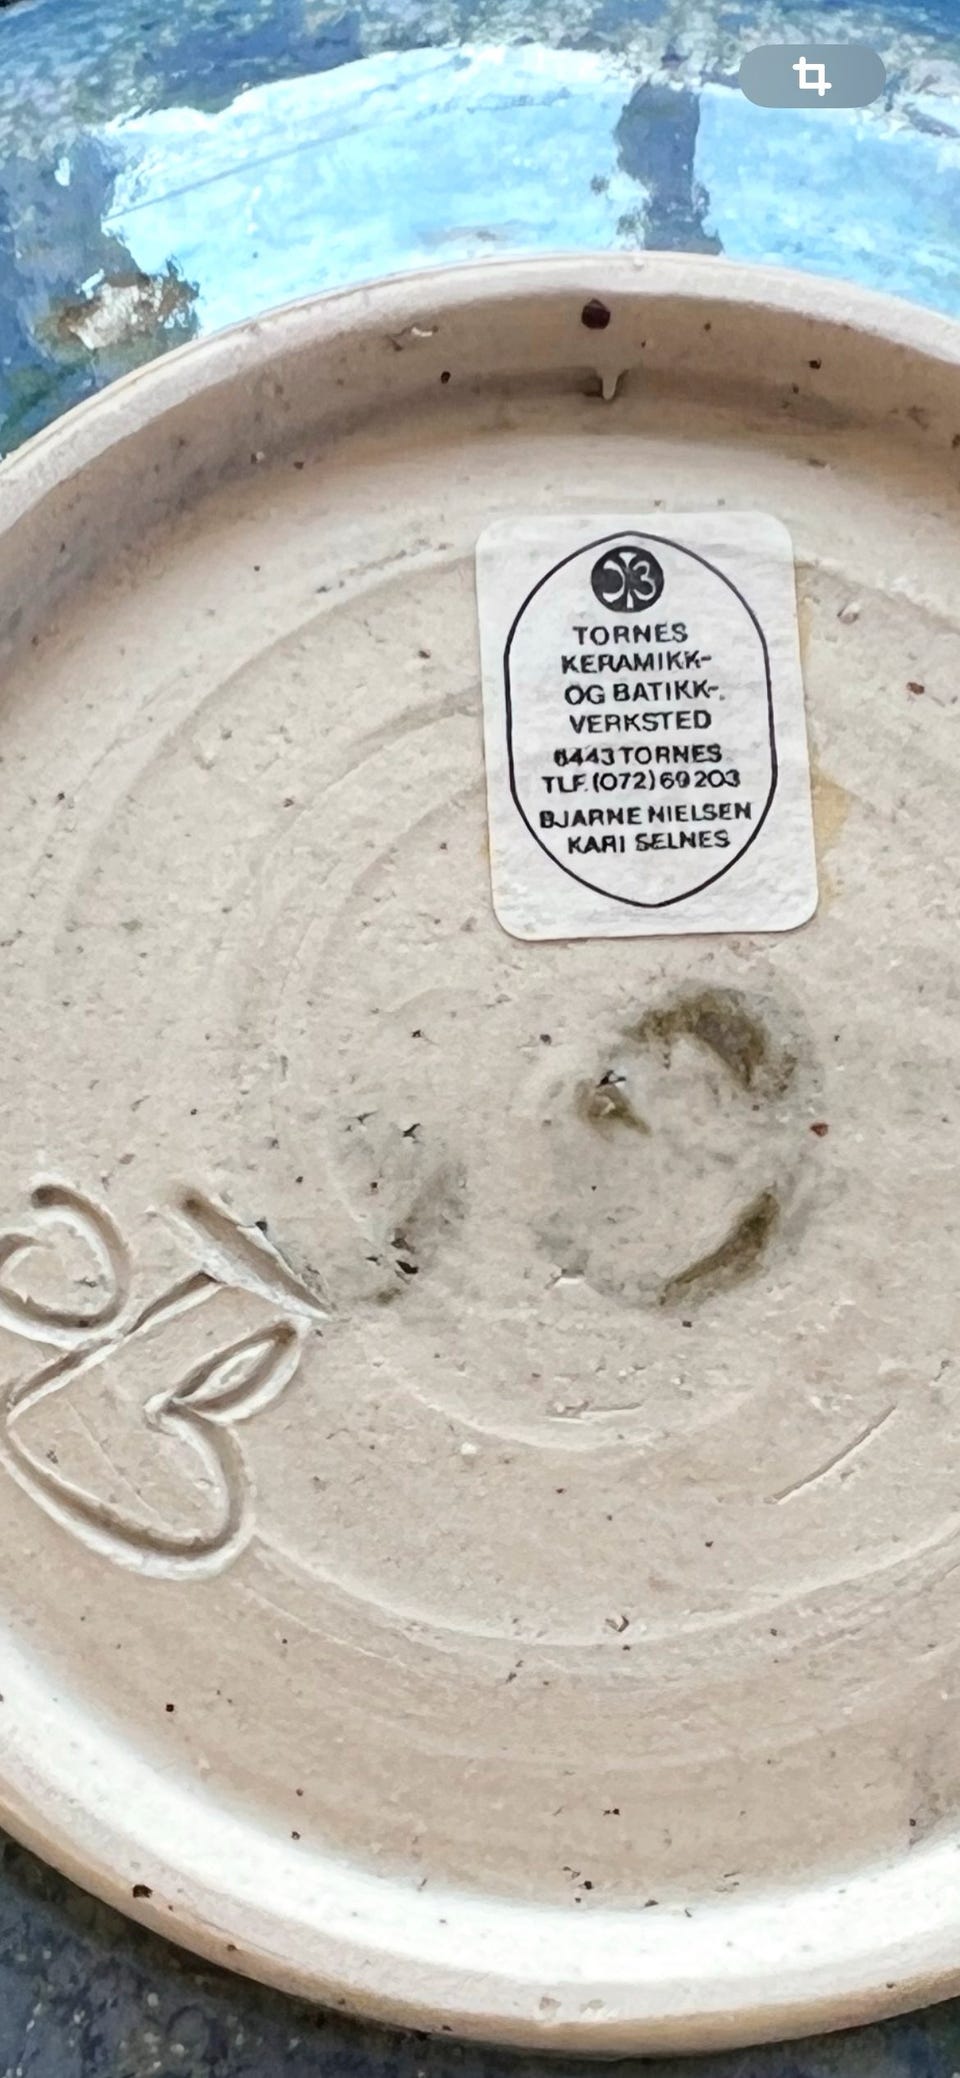 TORNES
KERAMIKK-
OG BATIKK-
VERKSTED
6443 TORNES
TLF. (072) 69 203
BJARNE NIELSEN
KARI SELNES